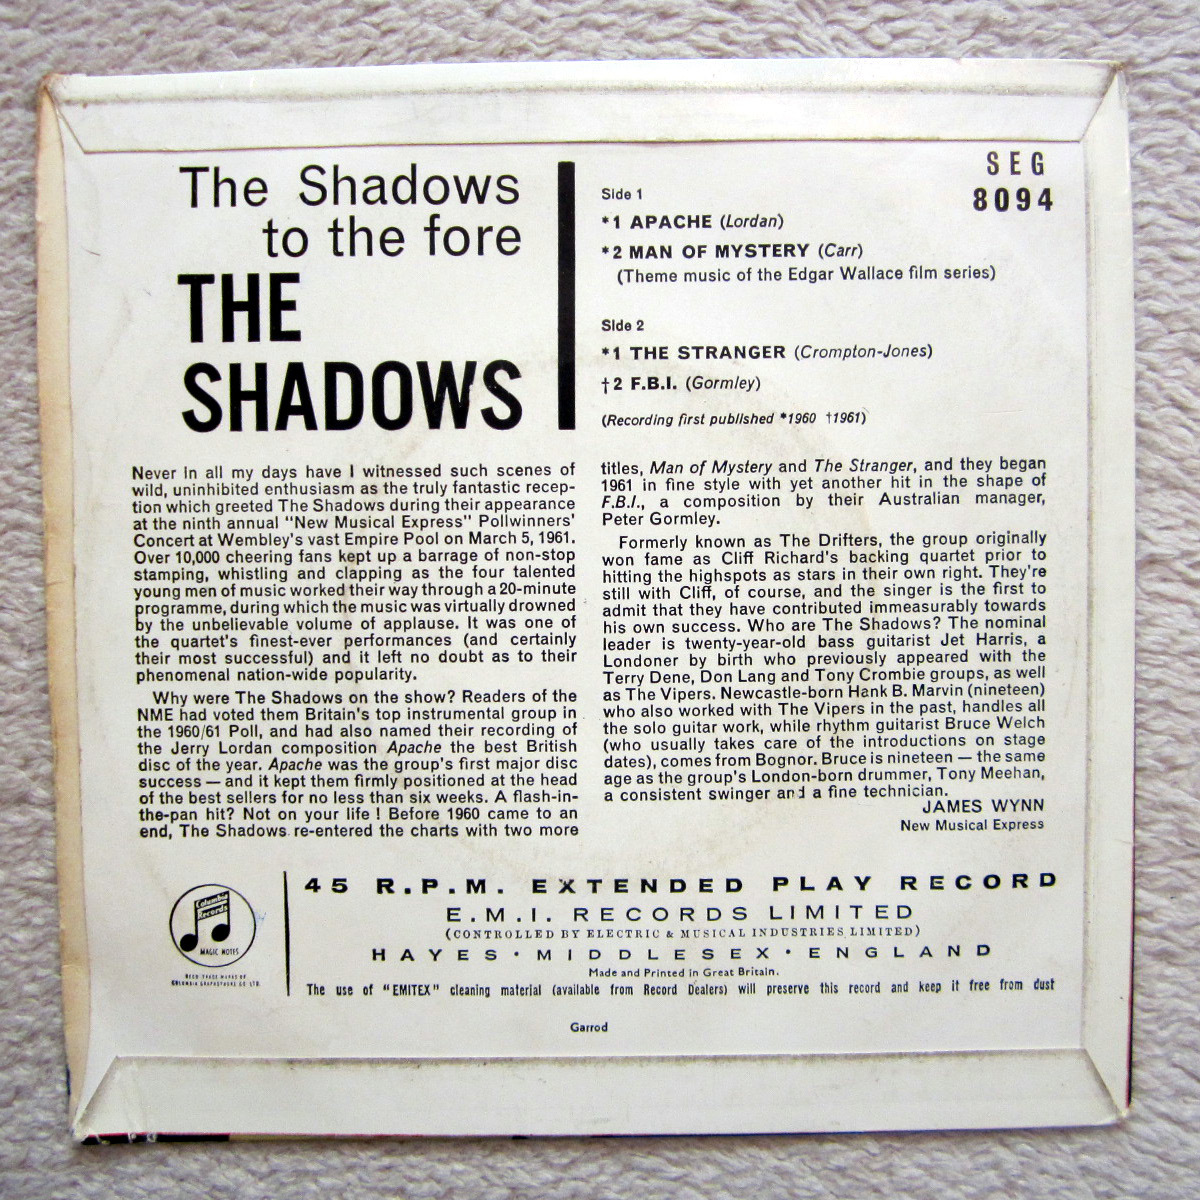 The Shadows
to the fore
THE
SHADOWS
SEG
8094
Side 1
*1 APACHE (Lordan)
*2 MAN OF MYSTERY (Carr)
(Theme music of the Edgar Wallace film series)
Side 2
*1 THE STRANGER (Crompton-Jones)
†2 F.B.I. (Gormley)
(Recording first published *1960 †1961)
Never in all my days have I witnessed such scenes of
wild, uninhibited enthusiasm as the truly fantastic recep-
tion which greeted The Shadows during their appearance
at the ninth annual "New Musical Express" Pollwinners'
Concert at Wembley's vast Empire Pool on March 5, 1961.
Over 10,000 cheering fans kept up a barrage of non-stop
stamping, whistling and clapping as the four talented
young men of music worked their way through a 20-minute
programme, during which the music was virtually drowned
by the unbelievable volume of applause. It was one of
the quartet's finest-ever performances (and certainly
their most successful) and it left no doubt as to their
phenomenal nation-wide popularity.
Why were The Shadows on the show? Readers of the
NME had voted them Britain's top instrumental group in
the 1960/61 Poll, and had also named their recording of
the Jerry Lordan composition Apache the best British
disc of the year. Apache was the group's first major disc
success — and it kept them firmly positioned at the head
of the best sellers for no less than six weeks. A flash-in-
the-pan hit? Not on your life! Before 1960 came to an
end, The Shadows re-entered the charts with two more
titles, Man of Mystery and The Stranger, and they began
1961 in fine style with yet another hit in the shape of
F.B.I., a composition by their Australian manager,
Peter Gormley.
Formerly known as The Drifters, the group originally
won fame as Cliff Richard's backing quartet prior to
hitting the highspots as stars in their own right. They're
still with Cliff, of course, and the singer is the first to
admit that they have contributed immeasurably towards
his own success. Who are The Shadows? The nominal
leader is twenty-year-old bass guitarist Jet Harris, a
Londoner by birth who previously appeared with the
Terry Dene, Don Lang and Tony Crombie groups, as well
as The Vipers. Newcastle-born Hank B. Marvin (nineteen)
who also worked with The Vipers in the past, handles all
the solo guitar work, while rhythm guitarist Bruce Welch
(who usually takes care of the introductions on stage
dates), comes from Bognor. Bruce is nineteen — the same
age as the group's London-born drummer, Tony Meehan,
a consistent swinger and a fine technician.
JAMES WYNN
New Musical Express
Columbia
Records
MAGIC NOTES
REGD TRADE MARKS OF
COLUMBIA GRAPHOPHONE CO LTD.
45 R.P.M. EXTENDED PLAY RECORD
E.M.I. RECORDS LIMITED
(CONTROLLED BY ELECTRIC & MUSICAL INDUSTRIES LIMITED)
HAYES · MIDDLESEX · ENGLAND
Made and Printed in Great Britain.
The use of "EMITEX" cleaning material (available from Record Dealers) will preserve this record and keep it free from dust
Garrod